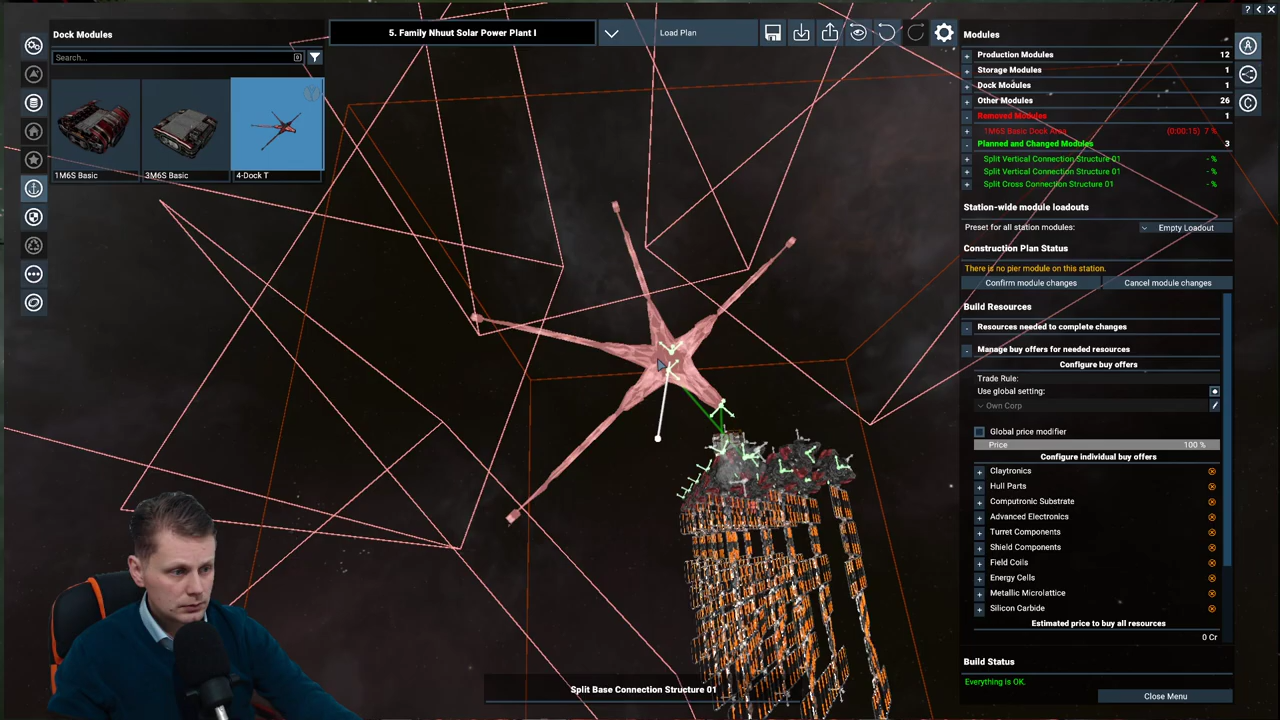 Dock Modules
Search...
1M6S Basic
3M6S Basic
4-Dock T
5. Family Nhuut Solar Power Plant I
Load Plan
Split Base Connection Structure 01
Modules
Production Modules 12
Storage Modules 1
Dock Modules 1
Other Modules 26
Removed Modules 1
1M6S Basic Dock Area (0:00:15) 7 %
Planned and Changed Modules 3
Split Vertical Connection Structure 01 - %
Split Vertical Connection Structure 01 - %
Split Cross Connection Structure 01 - %
Station-wide module loadouts
Preset for all station modules: Empty Loadout
Construction Plan Status
There is no pier module on this station.
Confirm module changes Cancel module changes
Build Resources
Resources needed to complete changes
Manage buy offers for needed resources
Configure buy offers
Trade Rule:
Use global setting:
Own Corp
Global price modifier
Price 100 %
Configure individual buy offers
Claytronics
Hull Parts
Computronic Substrate
Advanced Electronics
Turret Components
Shield Components
Field Coils
Energy Cells
Metallic Microlattice
Silicon Carbide
Estimated price to buy all resources
0 Cr
Build Status
Everything is OK.
Close Menu